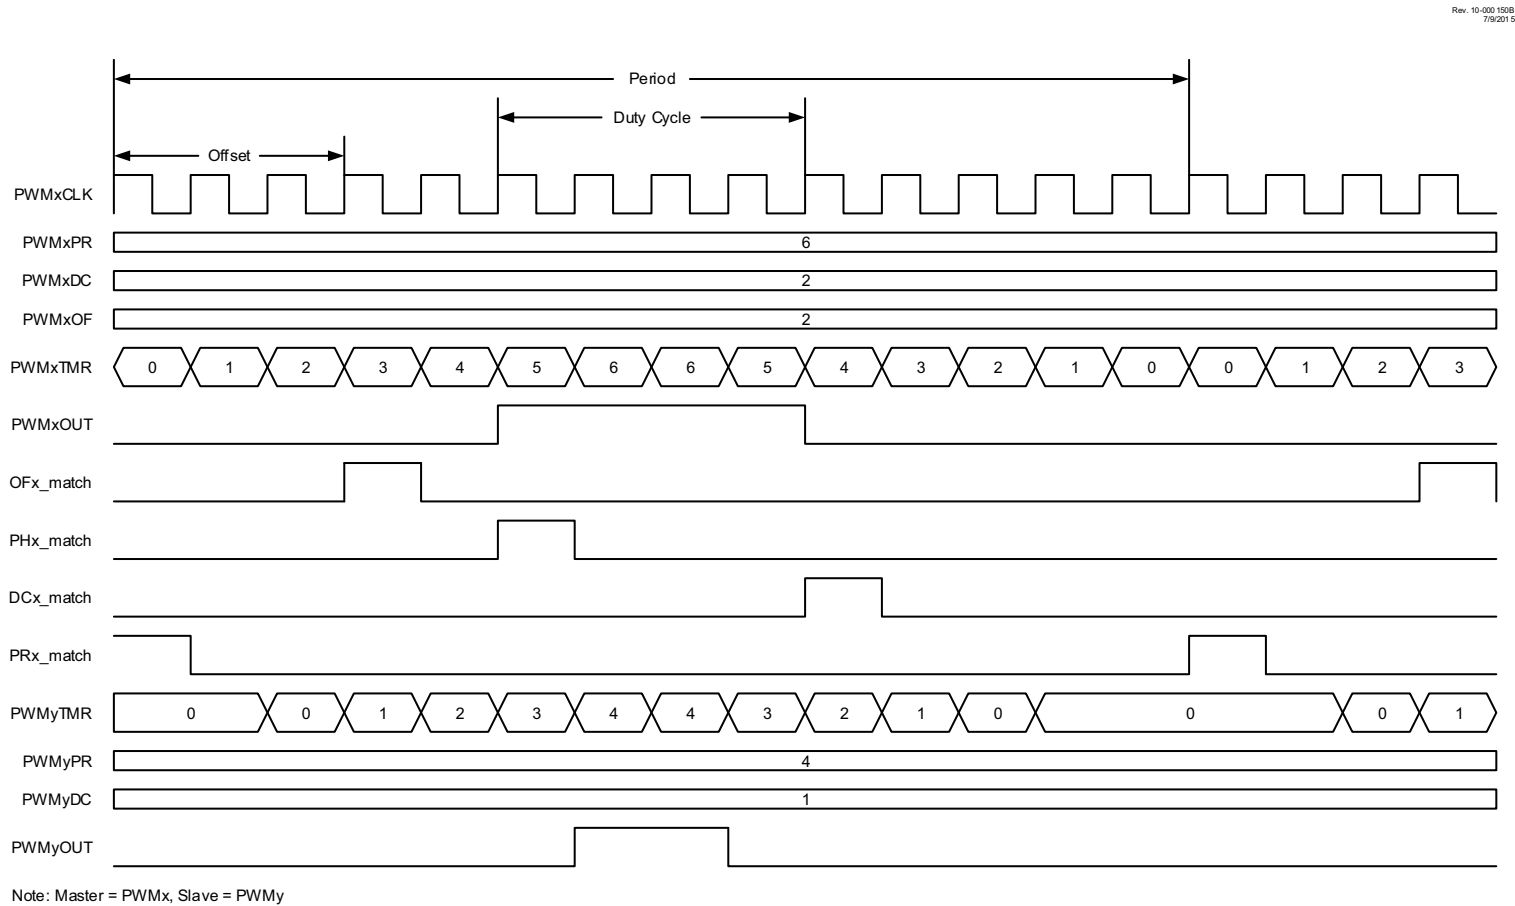 Rev. 10-000 150B
7/9/201 5
Period
Duty Cycle
Offset
PWMxCLK
PWMxPR 6
PWMxDC 2
PWMxOF 2
PWMxTMR 0 1 2 3 4 5 6 6 5 4 3 2 1 0 0 1 2 3
PWMxOUT
OFx_match
PHx_match
DCx_match
PRx_match
PWMyTMR 0 0 1 2 3 4 4 3 2 1 0 0 0 1
PWMyPR 4
PWMyDC 1
PWMyOUT
Note: Master = PWMx, Slave = PWMy